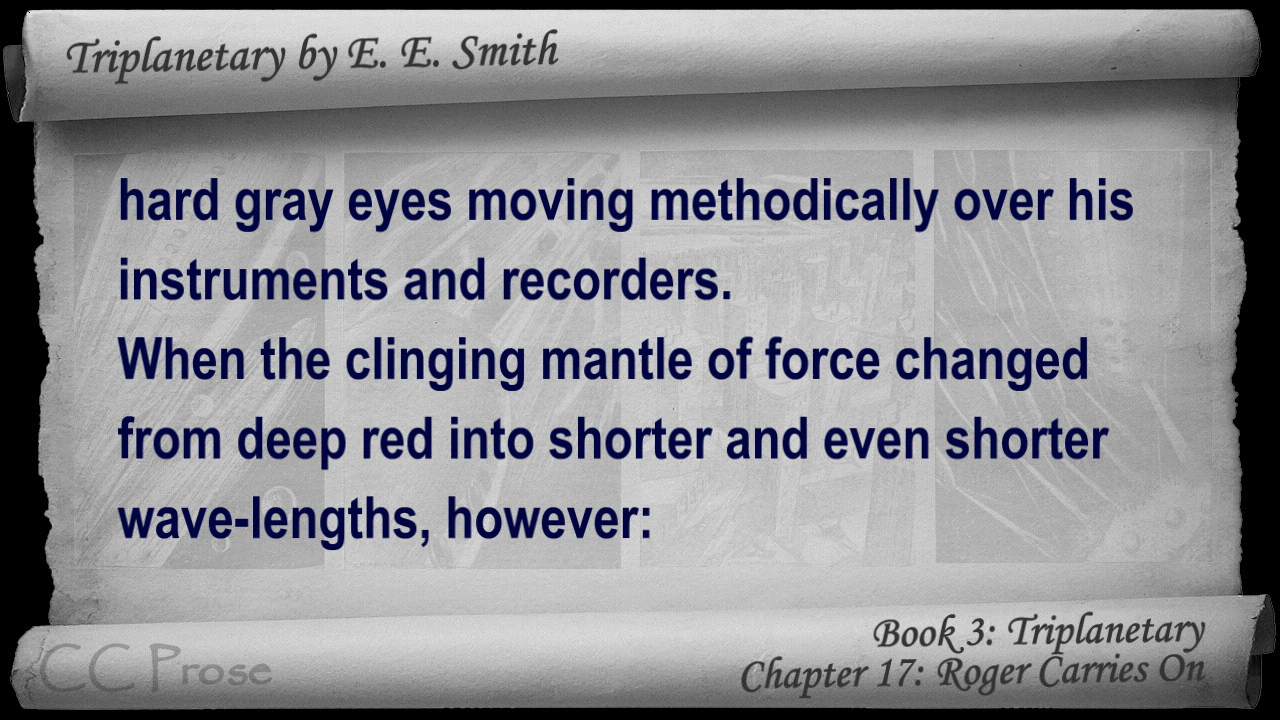 Triplanetary by E. E. Smith
hard gray eyes moving methodically over his
instruments and recorders.
When the clinging mantle of force changed
from deep red into shorter and even shorter
wave-lengths, however:
Book 3: Triplanetary
Chapter 17: Roger Carries On
CC Prose